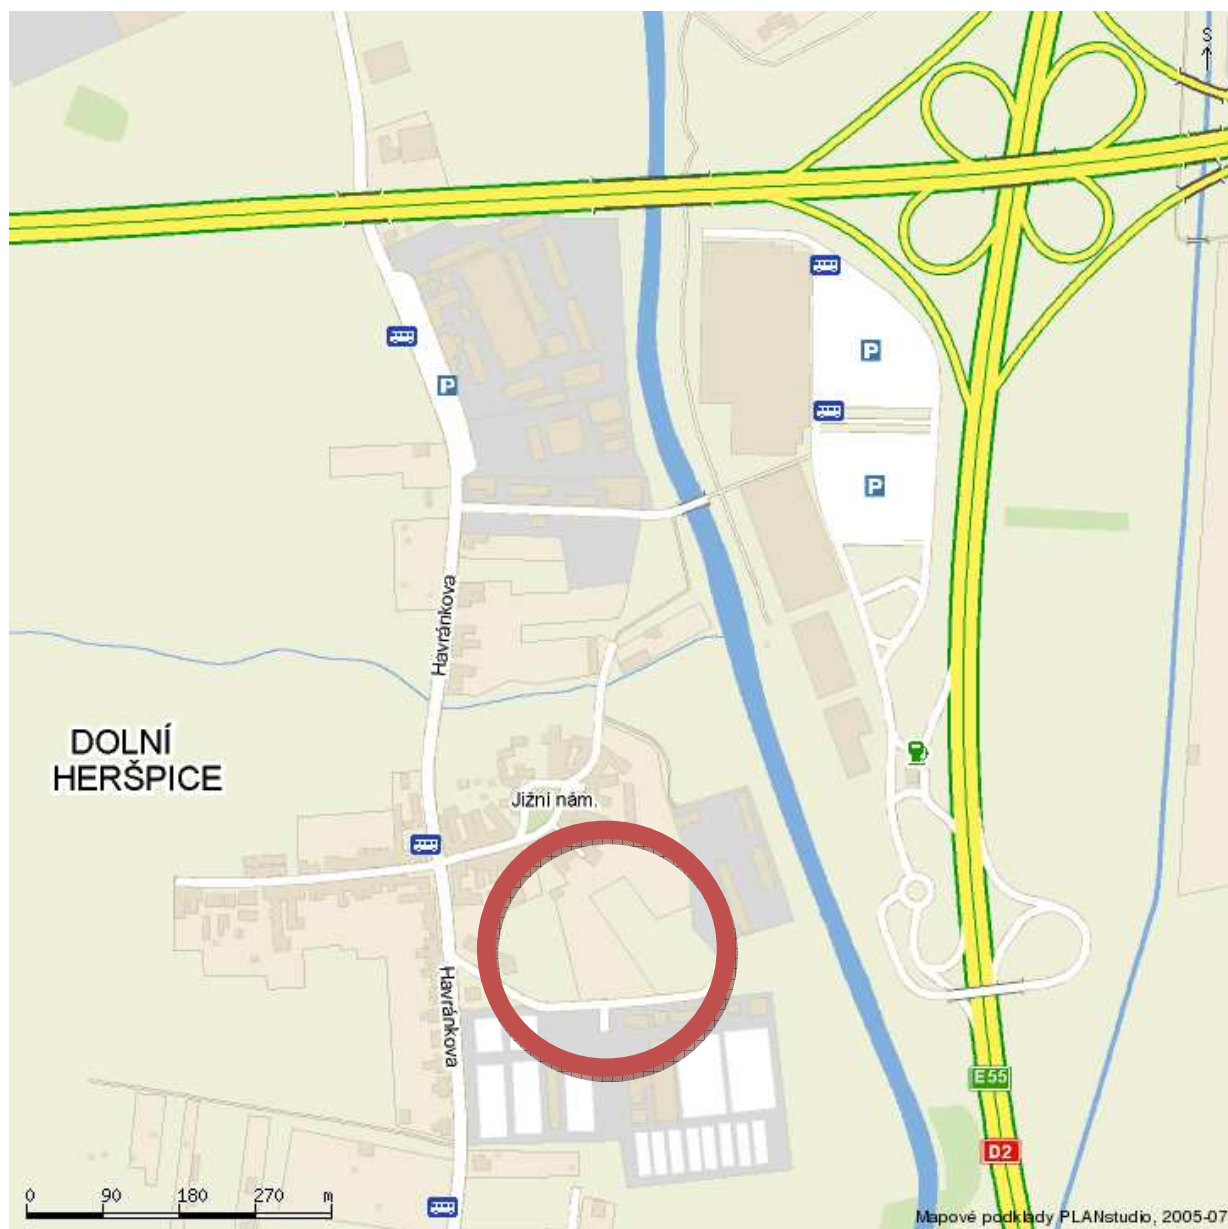 S
P
P
P
Havránkova
DOLNÍ
HERŠPICE
Jižní nám.
Havránkova
E55
D2
0 90 180 270 m
Mapové podklady PLANstudio, 2005-07